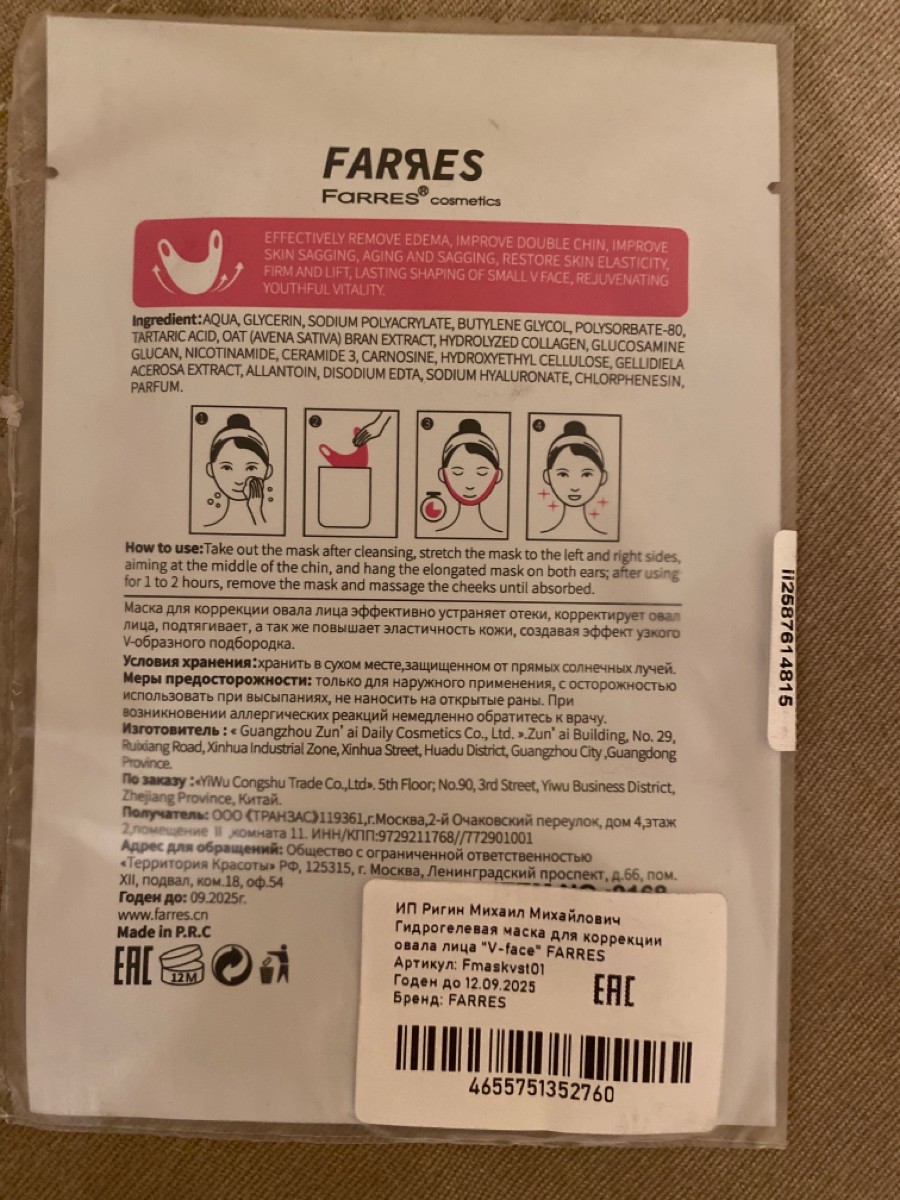 FARЯES
FaRRES® cosmetics
EFFECTIVELY REMOVE EDEMA, IMPROVE DOUBLE CHIN, IMPROVE
SKIN SAGGING, AGING AND SAGGING, RESTORE SKIN ELASTICITY,
FIRM AND LIFT, LASTING SHAPING OF SMALL V FACE, REJUVENATING
YOUTHFUL VITALITY.
Ingredient:AQUA, GLYCERIN, SODIUM POLYACRYLATE, BUTYLENE GLYCOL, POLYSORBATE-80,
TARTARIC ACID, OAT (AVENA SATIVA) BRAN EXTRACT, HYDROLYZED COLLAGEN, GLUCOSAMINE
GLUCAN, NICOTINAMIDE, CERAMIDE 3, CARNOSINE, HYDROXYETHYL CELLULOSE, GELLIDIELA
ACEROSA EXTRACT, ALLANTOIN, DISODIUM EDTA, SODIUM HYALURONATE, CHLORPHENESIN,
PARFUM.
1 2 3 4
How to use:Take out the mask after cleansing, stretch the mask to the left and right sides,
aiming at the middle of the chin, and hang the elongated mask on both ears; after using
for 1 to 2 hours, remove the mask and massage the cheeks until absorbed.
Маска для коррекции овала лица эффективно устраняет отеки, корректирует овал
лица, подтягивает, а так же повышает эластичность кожи, создавая эффект узкого
V-образного подбородка.
Условия хранения:хранить в сухом месте,защищенном от прямых солнечных лучей.
Меры предосторожности: только для наружного применения, с осторожностью
использовать при высыпаниях, не наносить на открытые раны. При
возникновении аллергических реакций немедленно обратитесь к врачу.
Изготовитель : « Guangzhou Zun' ai Daily Cosmetics Co., Ltd. ».Zun' ai Building, No. 29,
Ruixiang Road, Xinhua Industrial Zone, Xinhua Street, Huadu District, Guangzhou City ,Guangdong
Province.
По заказу :«YiWu Congshu Trade Co.,Ltd». 5th Floor; No.90, 3rd Street, Yiwu Business District,
Zhejiang Province, Китай.
Получатель: ООО《ТРАНЗАС》119361,г.Москва,2-й Очаковский переулок, дом 4,этаж
2,помещение II ,комната 11. ИНН/КПП:9729211768//772901001
Адрес для обращений: Общество с ограниченной ответственностью
«Территория Красоты» РФ, 125315, г. Москва, Ленинградский проспект, д.66, пом.
XII, подвал, ком.18, оф.54
Годен до: 09.2025г.
www.farres.cn
Made in P.R.C
EAC 12M
ИП Ригин Михаил Михайлович
Гидрогелевая маска для коррекции
овала лица "V-face" FARRES
Артикул: Fmaskvst01
Годен до 12.09.2025
Бренд: FARRES
EAC
4655751352760
ii2587614815